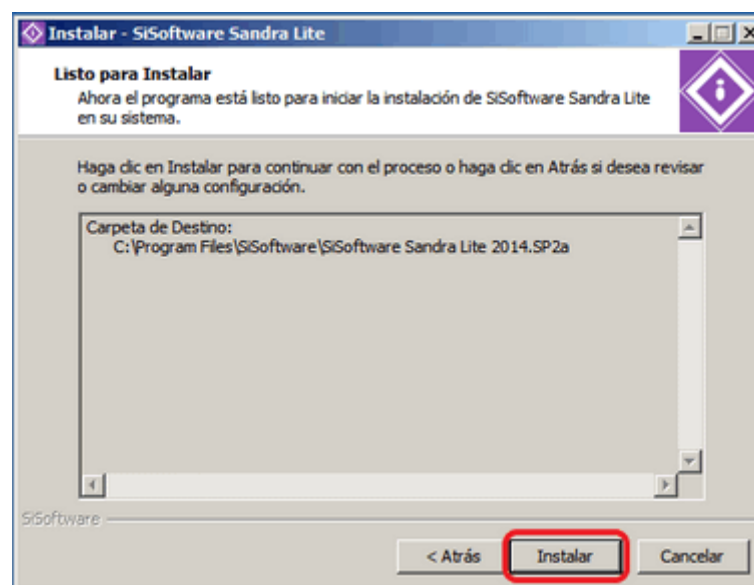 Instalar - SiSoftware Sandra Lite
Listo para Instalar
Ahora el programa está listo para iniciar la instalación de SiSoftware Sandra Lite
en su sistema.
Haga clic en Instalar para continuar con el proceso o haga clic en Atrás si desea revisar
o cambiar alguna configuración.
Carpeta de Destino:
C:\Program Files\SiSoftware\SiSoftware Sandra Lite 2014.SP2a
SiSoftware
< Atrás
Instalar
Cancelar